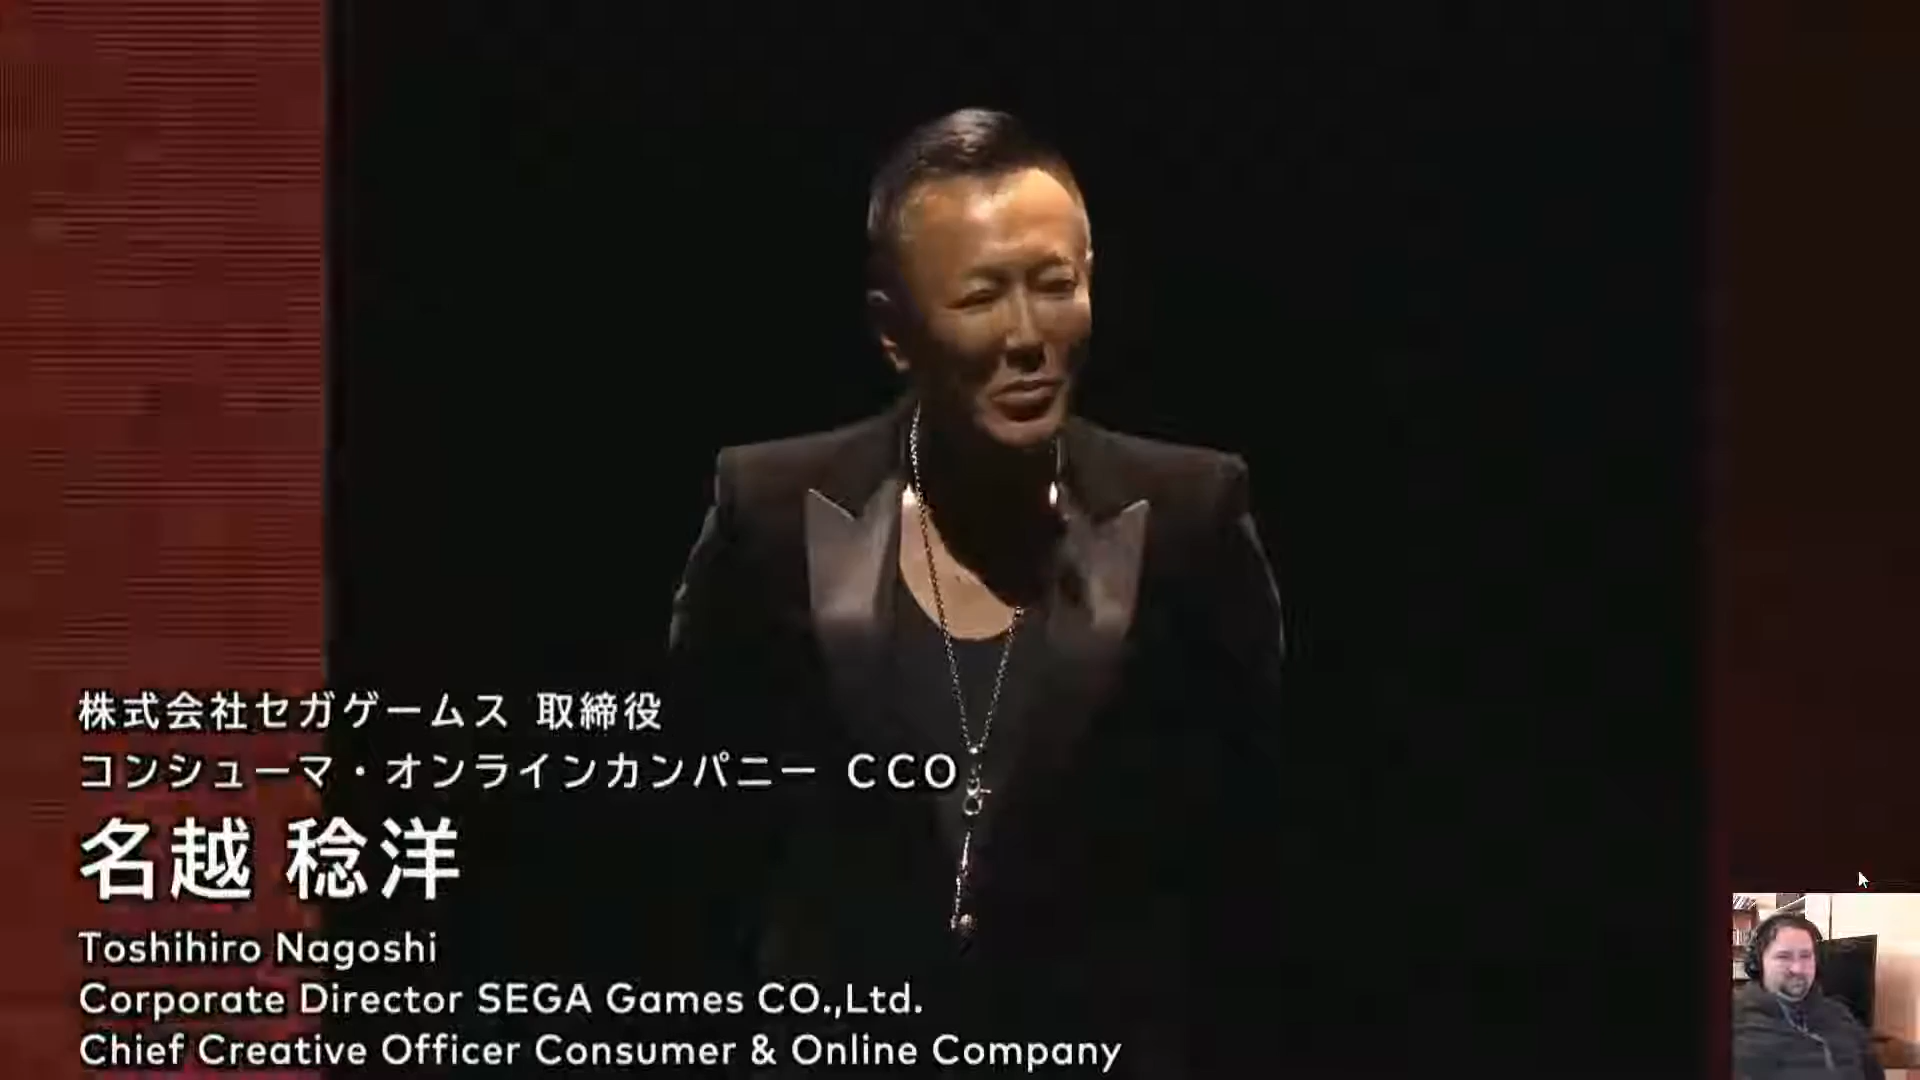 株式会社セガゲームス 取締役
コンシューマ・オンラインカンパニー CCO
名越 稔洋
Toshihiro Nagoshi
Corporate Director SEGA Games CO.,Ltd.
Chief Creative Officer Consumer & Online Company